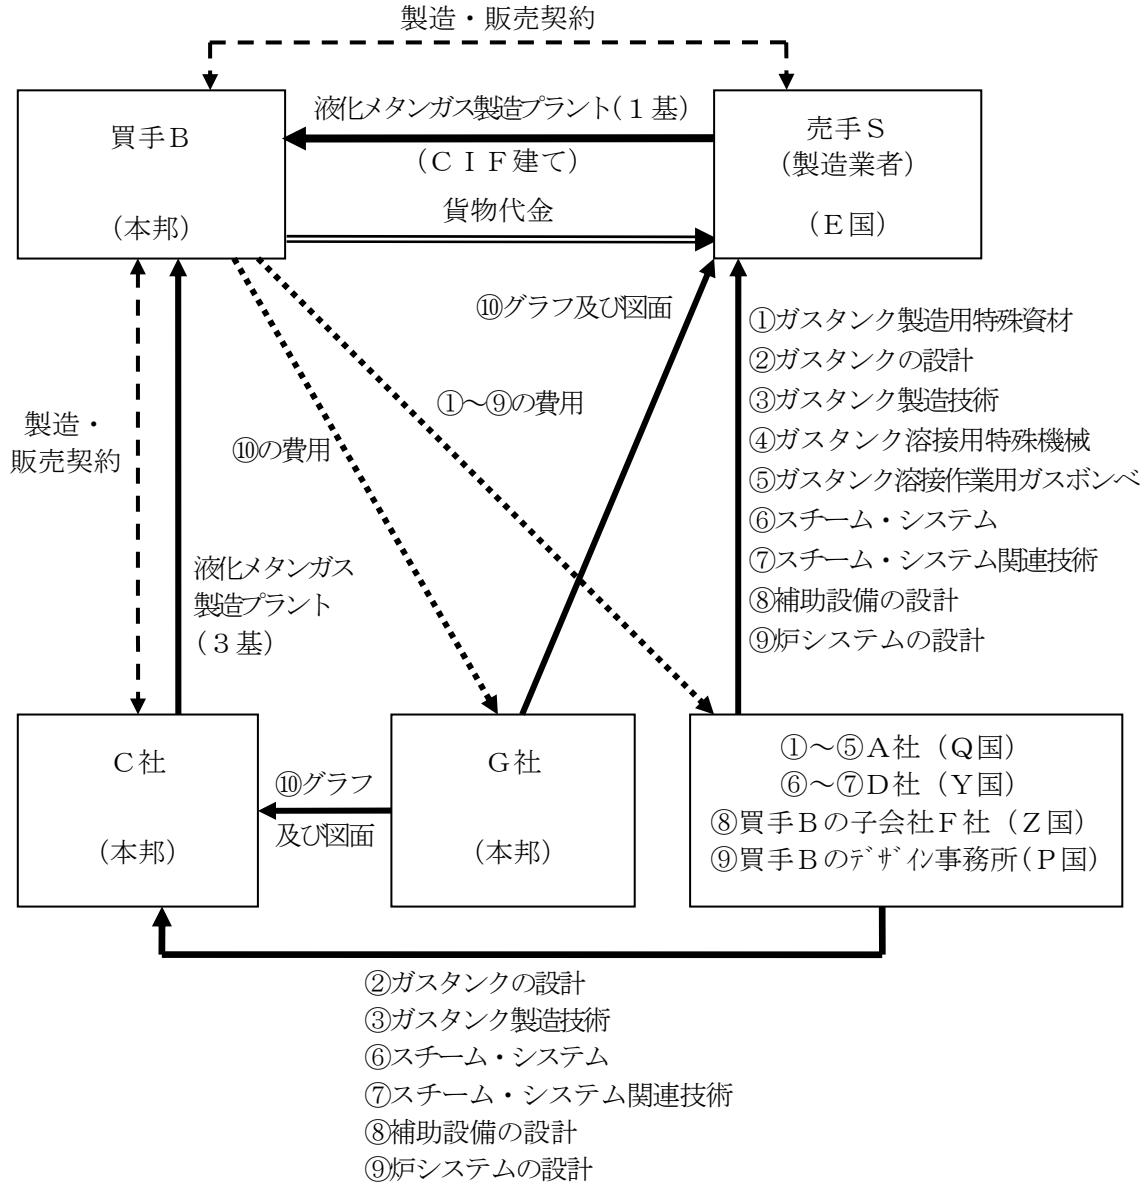 製造・販売契約
買手Ｂ
（本邦）
液化メタンガス製造プラント（１基）
（ＣＩＦ建て）
貨物代金
売手Ｓ
（製造業者）
（Ｅ国）
⑩グラフ及び図面
①ガスタンク製造用特殊資材
②ガスタンクの設計
③ガスタンク製造技術
④ガスタンク溶接用特殊機械
⑤ガスタンク溶接作業用ガスボンベ
⑥スチーム・システム
⑦スチーム・システム関連技術
⑧補助設備の設計
⑨炉システムの設計
①～⑨の費用
⑩の費用
製造・
販売契約
液化メタンガス
製造プラント
（３基）
Ｃ社
（本邦）
⑩グラフ
及び図面
Ｇ社
（本邦）
①～⑤Ａ社（Ｑ国）
⑥～⑦Ｄ社（Ｙ国）
⑧買手Ｂの子会社Ｆ社（Ｚ国）
⑨買手Ｂのﾃﾞｻﾞｲﾝ事務所（Ｐ国）
②ガスタンクの設計
③ガスタンク製造技術
⑥スチーム・システム
⑦スチーム・システム関連技術
⑧補助設備の設計
⑨炉システムの設計